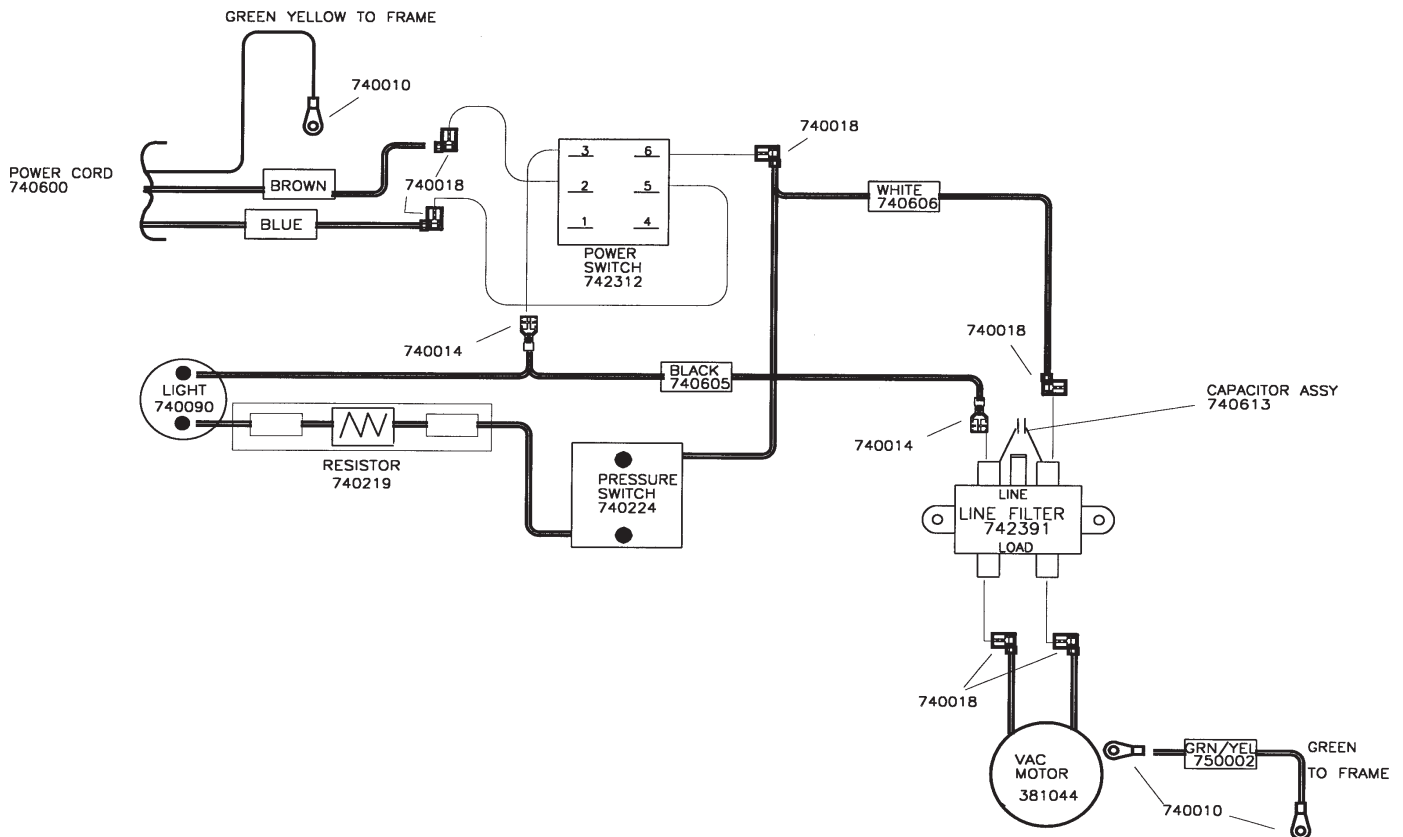 GREEN YELLOW TO FRAME
740010
POWER CORD
740600
BROWN
BLUE
740018
3
6
2
5
1
4
POWER
SWITCH
742312
740018
WHITE
740606
740014
740018
LIGHT
740090
BLACK
740605
740014
CAPACITOR ASSY
740613
RESISTOR
740219
PRESSURE
SWITCH
740224
LINE
LINE FILTER
742391
LOAD
740018
VAC
MOTOR
381044
GRN/YEL
750002
GREEN
TO FRAME
740010